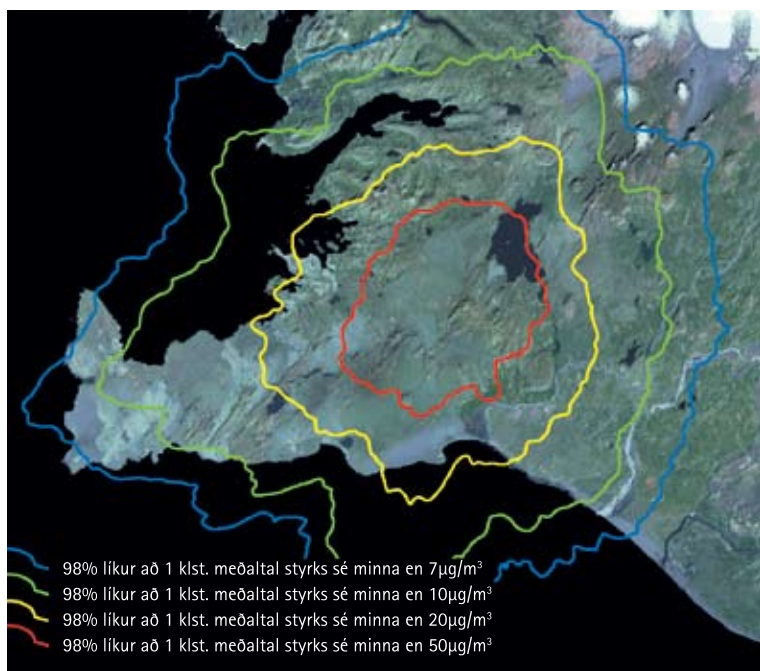 98% líkur að 1 klst. meðaltal styrks sé minna en 7µg/m³
98% líkur að 1 klst. meðaltal styrks sé minna en 10µg/m³
98% líkur að 1 klst. meðaltal styrks sé minna en 20µg/m³
98% líkur að 1 klst. meðaltal styrks sé minna en 50µg/m³